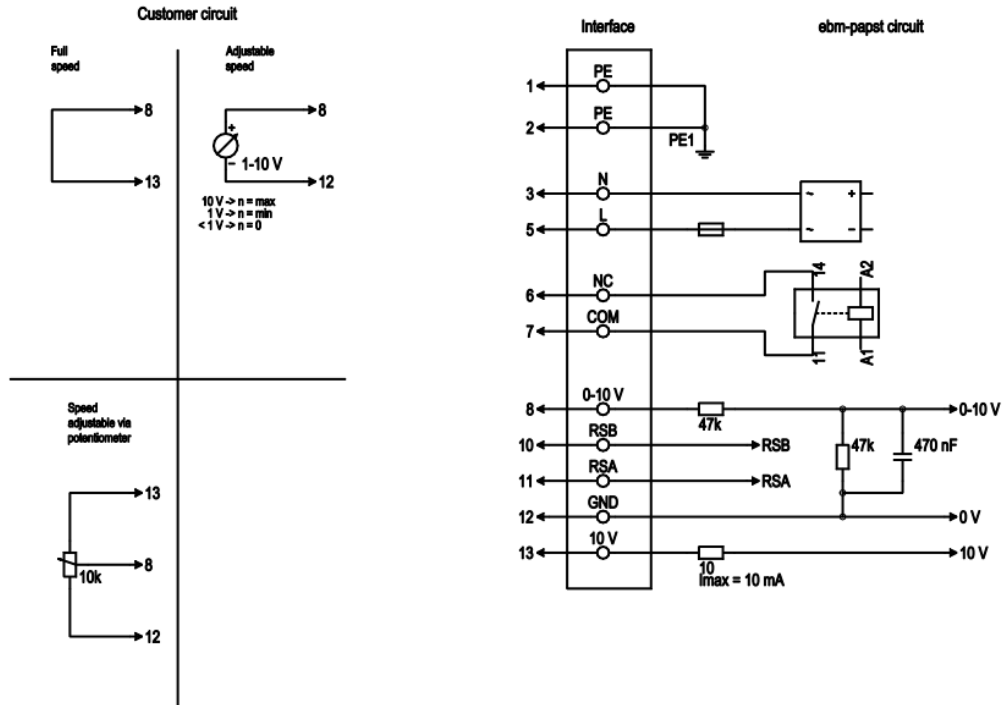 Customer circuit
Full
speed
8
13
Adjustable
speed
8
+
−
1-10 V
12
10 V -> n = max
1 V -> n = min
< 1 V -> n = 0
Speed
adjustable via
potentiometer
13
8
10k
12
Interface
ebm-papst circuit
1
PE
2
PE
PE1
3
N
~
+
5
L
~
−
6
NC
14
A2
7
COM
11
A1
8
0-10 V
47k
0-10 V
10
RSB
RSB
47k
470 nF
11
RSA
RSA
12
GND
0 V
13
10 V
10
Imax = 10 mA
10 V